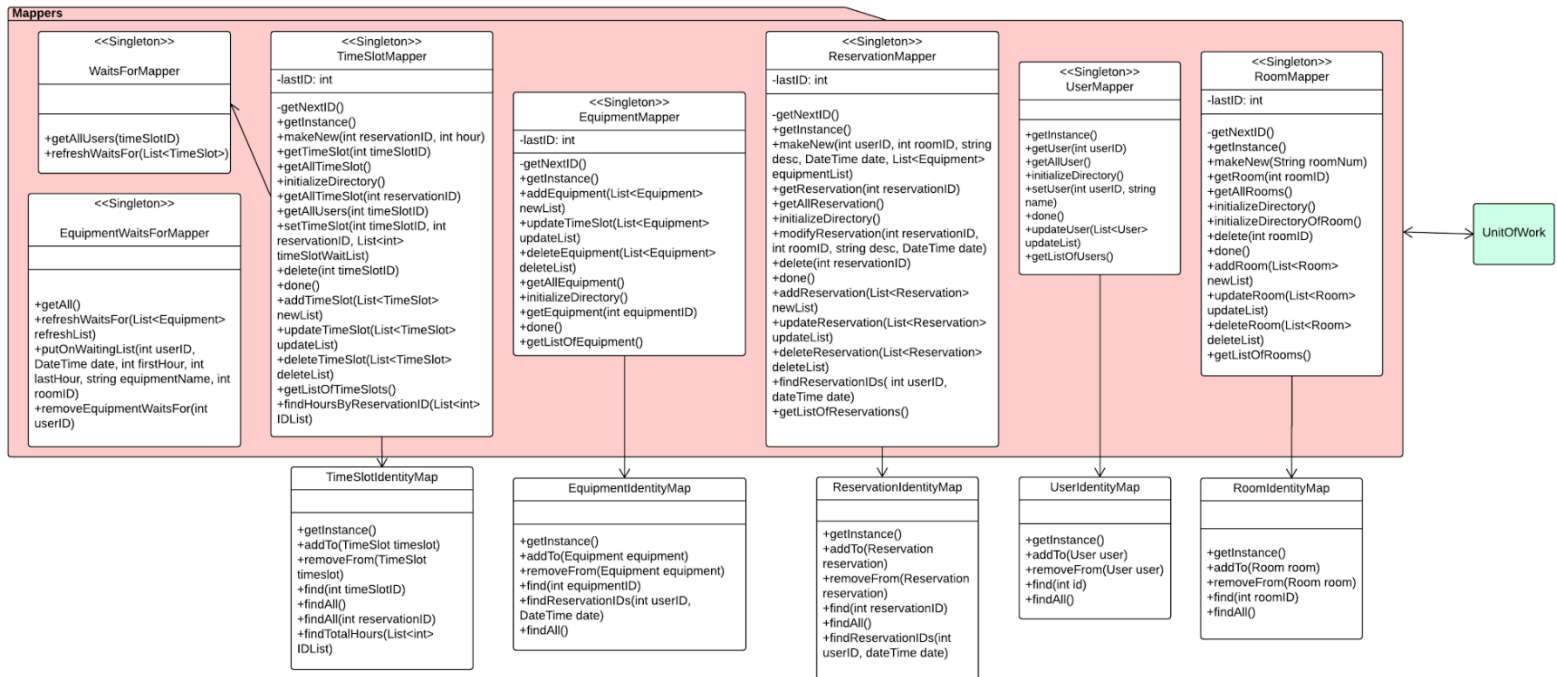 Mappers
<<Singleton>>
WaitsForMapper
+getAllUsers(timeSlotID)
+refreshWaitsFor(List<TimeSlot>)
<<Singleton>>
EquipmentWaitsForMapper
+getAll()
+refreshWaitsFor(List<Equipment>
refreshList)
+putOnWaitingList(int userID,
DateTime date, int firstHour, int
lastHour, string equipmentName, int
roomID)
+removeEquipmentWaitsFor(int
userID)
<<Singleton>>
TimeSlotMapper
-lastID: int
-getNextID()
+getInstance()
+makeNew(int reservationID, int hour)
+getTimeSlot(int timeSlotID)
+getAllTimeSlot()
+initializeDirectory()
+getAllTimeSlot(int reservationID)
+getAllUsers(int timeSlotID)
+setTimeSlot(int timeSlotID, int
reservationID, List<int>
timeSlotWaitList)
+delete(int timeSlotID)
+done()
+addTimeSlot(List<TimeSlot>
newList)
+updateTimeSlot(List<TimeSlot>
updateList)
+deleteTimeSlot(List<TimeSlot>
deleteList)
+getListOfTimeSlots()
+findHoursByReservationID(List<int>
IDList)
<<Singleton>>
EquipmentMapper
-lastID: int
-getNextID()
+getInstance()
+addEquipment(List<Equipment>
newList)
+updateTimeSlot(List<Equipment>
updateList)
+deleteEquipment(List<Equipment>
deleteList)
+getAllEquipment()
+initializeDirectory()
+getEquipment(int equipmentID)
+done()
+getListOfEquipment()
<<Singleton>>
ReservationMapper
-lastID: int
-getNextID()
+getInstance()
+makeNew(int userID, int roomID, string
desc, DateTime date, List<Equipment>
equipmentList)
+getReservation(int reservationID)
+getAllReservation()
+initializeDirectory()
+modifyReservation(int reservationID,
int roomID, string desc, DateTime date)
+delete(int reservationID)
+done()
+addReservation(List<Reservation>
newList)
+updateReservation(List<Reservation>
updateList)
+deleteReservation(List<Reservation>
deleteList)
+findReservationIDs( int userID,
dateTime date)
+getListOfReservations()
<<Singleton>>
UserMapper
+getInstance()
+getUser(int userID)
+getAllUser()
+initializeDirectory()
+setUser(int userID, string
name)
+done()
+updateUser(List<User>
updateList)
+getListOfUsers()
<<Singleton>>
RoomMapper
-lastID: int
-getNextID()
+getInstance()
+makeNew(String roomNum)
+getRoom(int roomID)
+getAllRooms()
+initializeDirectory()
+initializeDirectoryOfRoom()
+delete(int roomID)
+done()
+addRoom(List<Room>
newList)
+updateRoom(List<Room>
updateList)
+deleteRoom(List<Room>
deleteList)
+getListOfRooms()
UnitOfWork
TimeSlotIdentityMap
+getInstance()
+addTo(TimeSlot timeslot)
+removeFrom(TimeSlot
timeslot)
+find(int timeSlotID)
+findAll()
+findAll(int reservationID)
+findTotalHours(List<int>
IDList)
EquipmentIdentityMap
+getInstance()
+addTo(Equipment equipment)
+removeFrom(Equipment equipment)
+find(int equipmentID)
+findReservationIDs(int userID,
DateTime date)
+findAll()
ReservationIdentityMap
+getInstance()
+addTo(Reservation
reservation)
+removeFrom(Reservation
reservation)
+find(int reservationID)
+findAll()
+findReservationIDs(int
userID, dateTime date)
UserIdentityMap
+getInstance()
+addTo(User user)
+removeFrom(User user)
+find(int id)
+findAll()
RoomIdentityMap
+getInstance()
+addTo(Room room)
+removeFrom(Room room)
+find(int roomID)
+findAll()